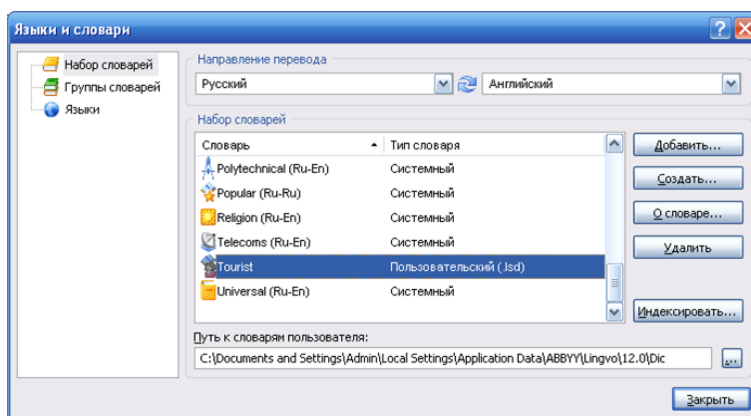 Языки и словари
Набор словарей
Группы словарей
Языки
Направление перевода
Русский Английский
Набор словарей
Словарь Тип словаря
Polytechnical (Ru-En) Системный
Popular (Ru-Ru) Системный
Religion (Ru-En) Системный
Telecoms (Ru-En) Системный
Tourist Пользовательский (.lsd)
Universal (Ru-En) Системный
Добавить...
Создать...
О словаре...
Удалить
Индексировать...
Путь к словарям пользователя:
C:\Documents and Settings\Admin\Local Settings\Application Data\ABBYY\Lingvo\12.0\Dic ...
Закрыть